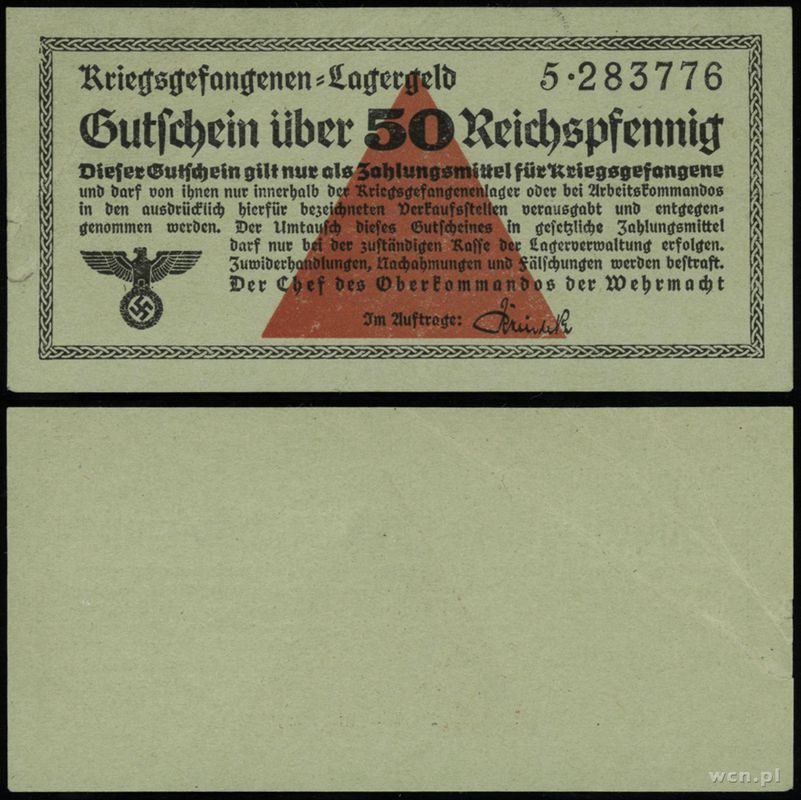 Kriegsgefangenen-Lagergeld 5·283776
Gutschein über 50 Reichspfennig
Dieser Gutschein gilt nur als Zahlungsmittel für Kriegsgefangene
und darf von ihnen nur innerhalb der Kriegsgefangenenlager oder bei Arbeitskommandos
in den ausdrücklich hierfür bezeichneten Verkaufsstellen verausgabt und entgegen-
genommen werden. Der Umtausch dieses Gutscheines in gesetzliche Zahlungsmittel
darf nur bei der zuständigen Kasse der Lagerverwaltung erfolgen.
Zuwiderhandlungen, Nachahmungen und Fälschungen werden bestraft.
Der Chef des Oberkommandos der Wehrmacht
Im Auftrage:
wcn.pl